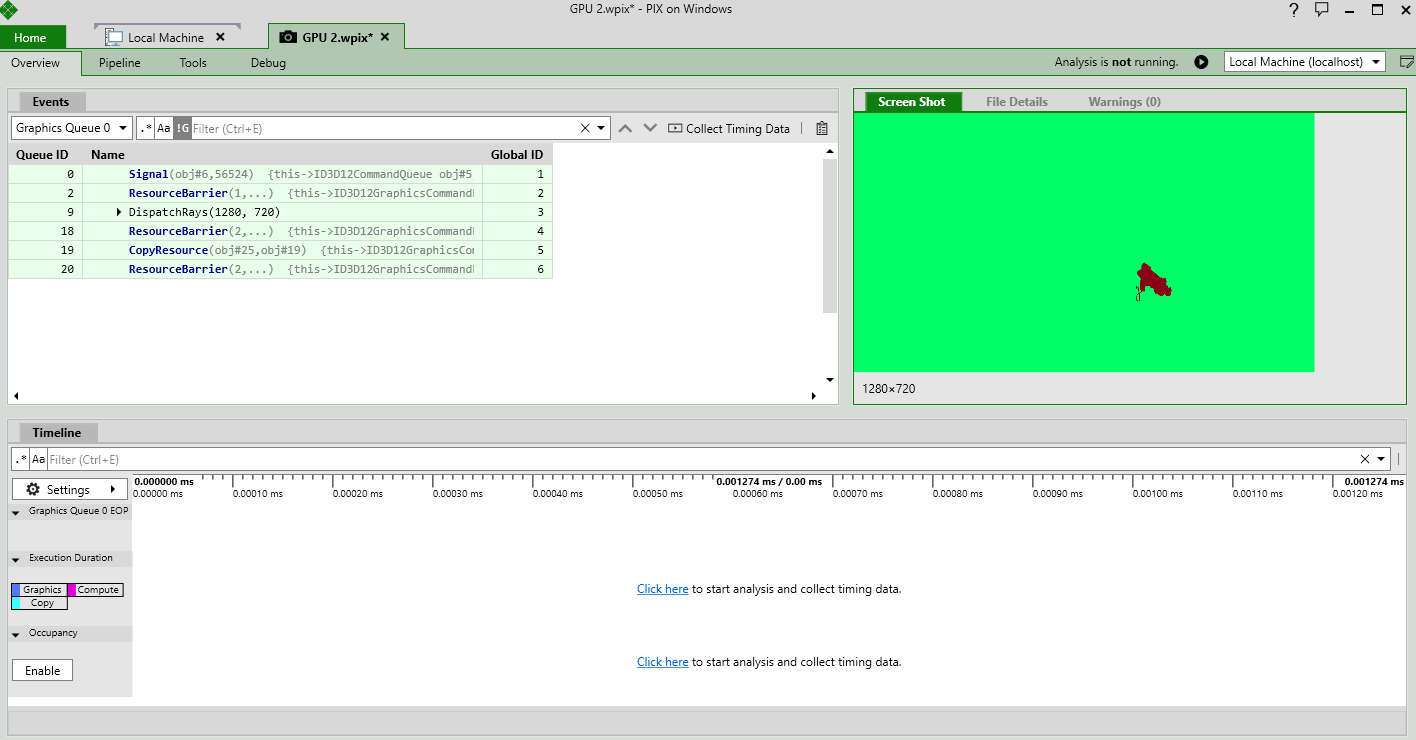 GPU 2.wpix* - PIX on Windows
?
Home
Local Machine ×
GPU 2.wpix* ×
Overview Pipeline Tools Debug
Analysis is not running.
Local Machine (localhost)
Events
Graphics Queue 0
.* Aa !G Filter (Ctrl+E)
Collect Timing Data
Queue ID Name Global ID
0 Signal(obj#6,56524) {this->ID3D12CommandQueue obj#5 1
2 ResourceBarrier(1,...) {this->ID3D12GraphicsCommand 2
9 DispatchRays(1280, 720) 3
18 ResourceBarrier(2,...) {this->ID3D12GraphicsCommand 4
19 CopyResource(obj#25,obj#19) {this->ID3D12GraphicsCom 5
20 ResourceBarrier(2,...) {this->ID3D12GraphicsCommand 6
Screen Shot File Details Warnings (0)
1280×720
Timeline
.* Aa Filter (Ctrl+E)
Settings
0.000000 ms 0.001274 ms / 0.00 ms 0.001274 ms
0.00000 ms 0.00010 ms 0.00020 ms 0.00030 ms 0.00040 ms 0.00050 ms 0.00060 ms 0.00070 ms 0.00080 ms 0.00090 ms 0.00100 ms 0.00110 ms 0.00120 ms
Graphics Queue 0 EOP
Execution Duration
Graphics Compute
Copy
Click here to start analysis and collect timing data.
Occupancy
Enable
Click here to start analysis and collect timing data.